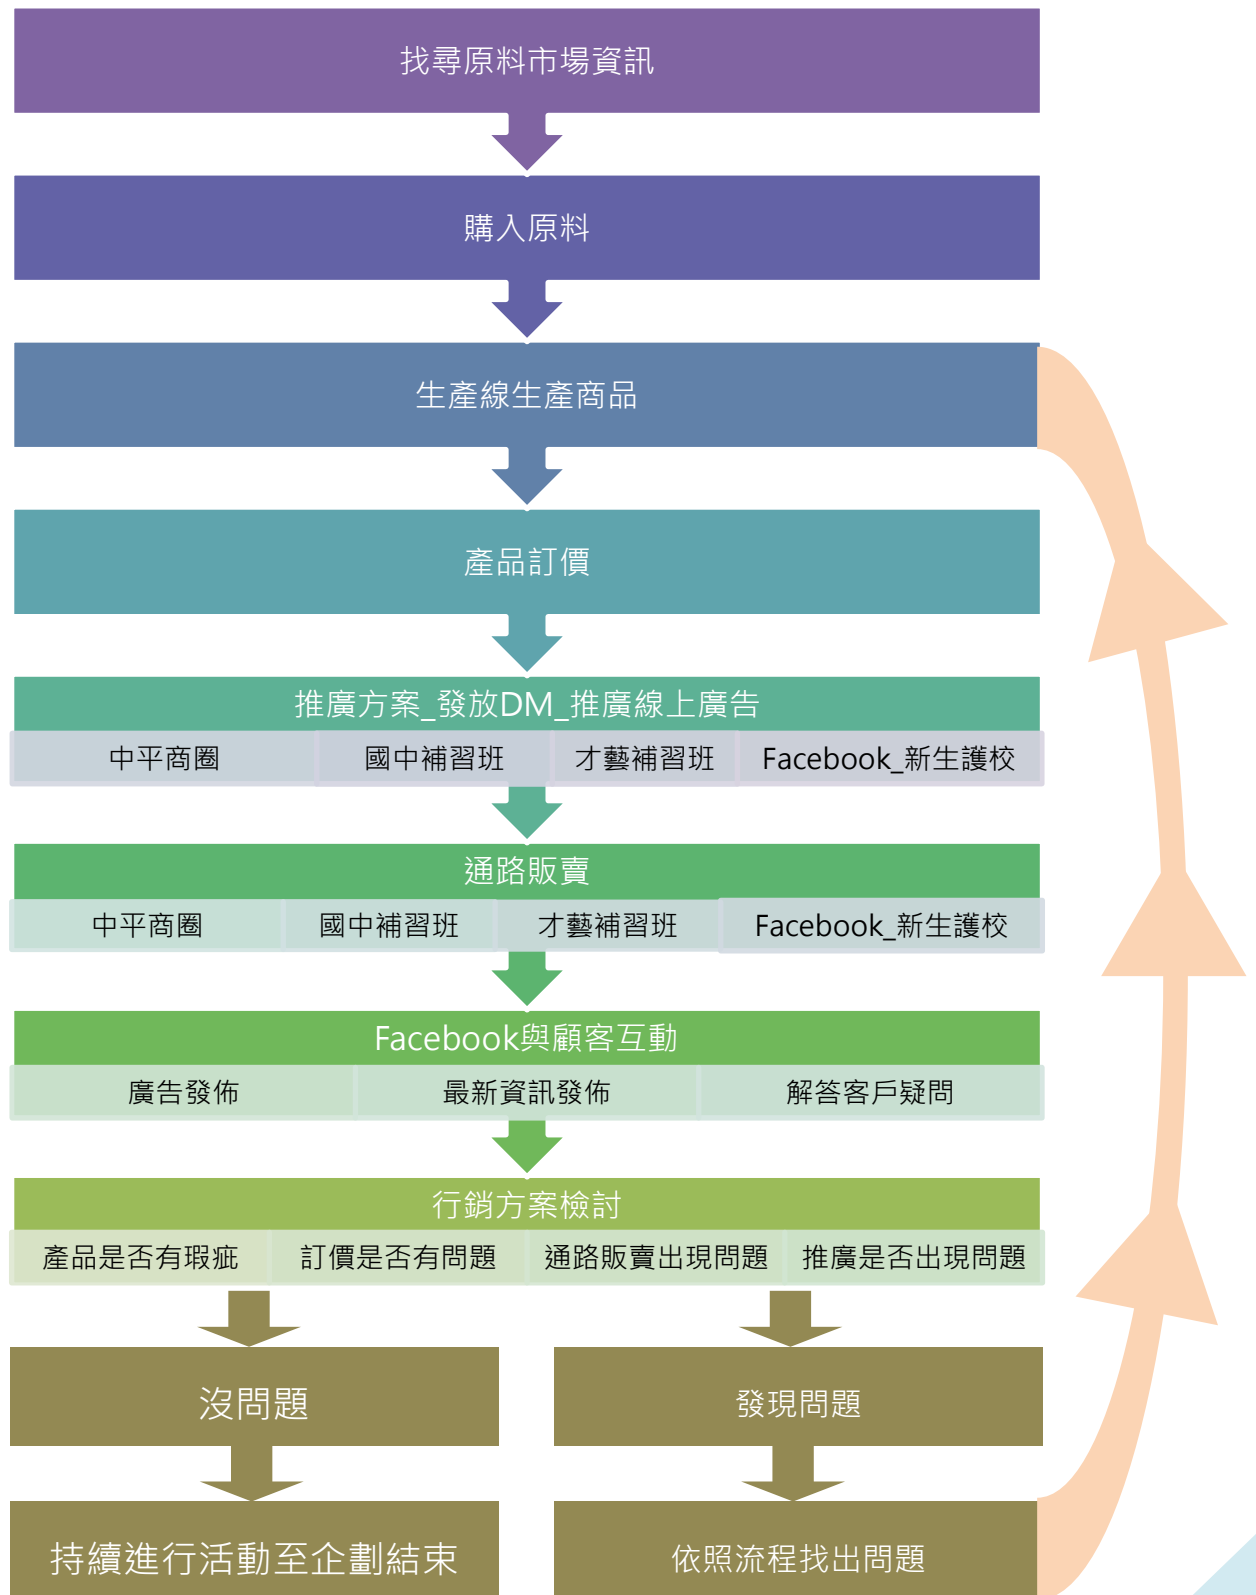 找尋原料市場資訊
購入原料
生產線生產商品
產品訂價
推廣方案_發放DM_推廣線上廣告
中平商圈 國中補習班 才藝補習班 Facebook_新生護校
通路販賣
中平商圈 國中補習班 才藝補習班 Facebook_新生護校
Facebook與顧客互動
廣告發佈 最新資訊發佈 解答客戶疑問
行銷方案檢討
產品是否有瑕疵 訂價是否有問題 通路販賣出現問題 推廣是否出現問題
沒問題 發現問題
持續進行活動至企劃結束 依照流程找出問題